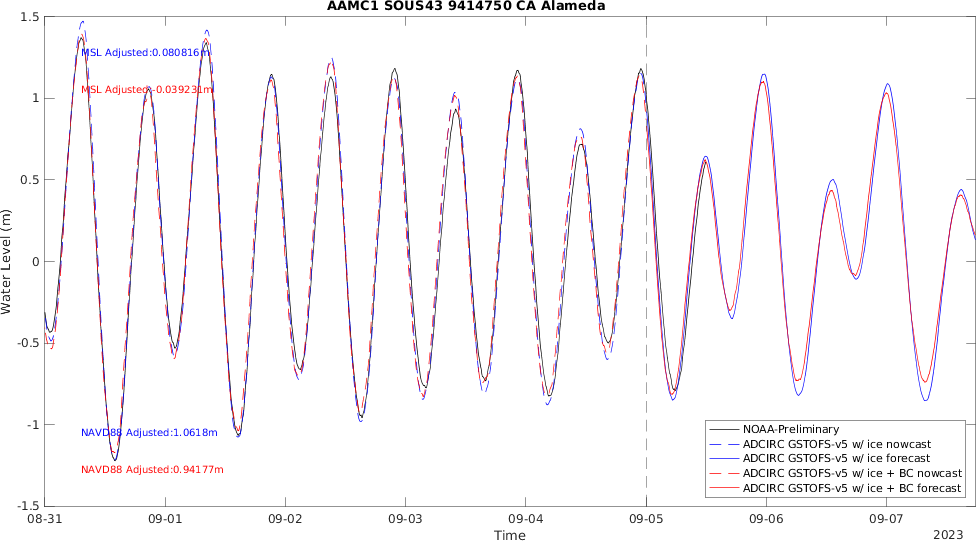 AAMC1 SOUS43 9414750 CA Alameda
1.5
MSL Adjusted:0.080816m
1
MSL Adjusted:-0.039231m
0.5
Water Level (m)
0
-0.5
-1
NAVD88 Adjusted:1.0618m
NAVD88 Adjusted:0.94177m
-1.5
NOAA-Preliminary
ADCIRC GSTOFS-v5 w/ ice nowcast
ADCIRC GSTOFS-v5 w/ ice forecast
ADCIRC GSTOFS-v5 w/ ice + BC nowcast
ADCIRC GSTOFS-v5 w/ ice + BC forecast
08-31 09-01 09-02 09-03 09-04 09-05 09-06 09-07
Time
2023